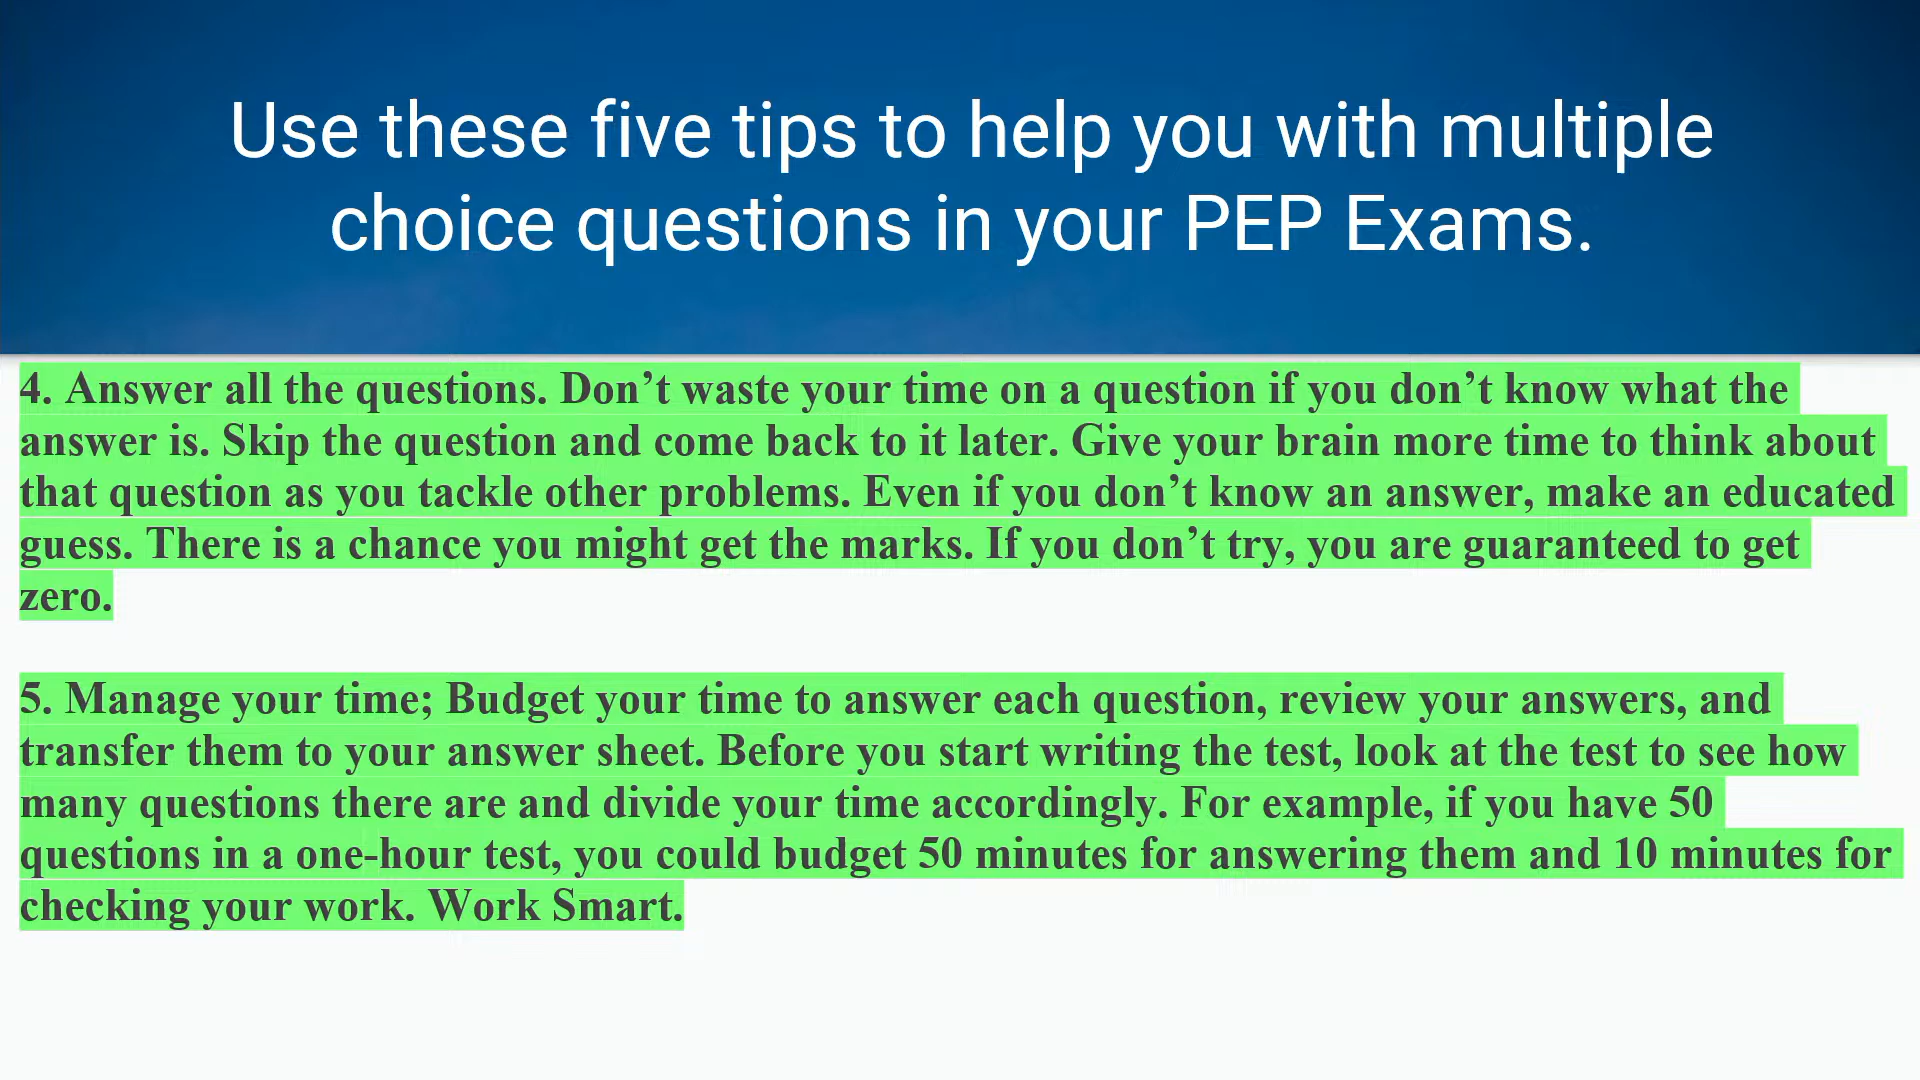 Use these five tips to help you with multiple
choice questions in your PEP Exams.
4. Answer all the questions. Don’t waste your time on a question if you don’t know what the
answer is. Skip the question and come back to it later. Give your brain more time to think about
that question as you tackle other problems. Even if you don’t know an answer, make an educated
guess. There is a chance you might get the marks. If you don’t try, you are guaranteed to get
zero.
5. Manage your time; Budget your time to answer each question, review your answers, and
transfer them to your answer sheet. Before you start writing the test, look at the test to see how
many questions there are and divide your time accordingly. For example, if you have 50
questions in a one-hour test, you could budget 50 minutes for answering them and 10 minutes for
checking your work. Work Smart.